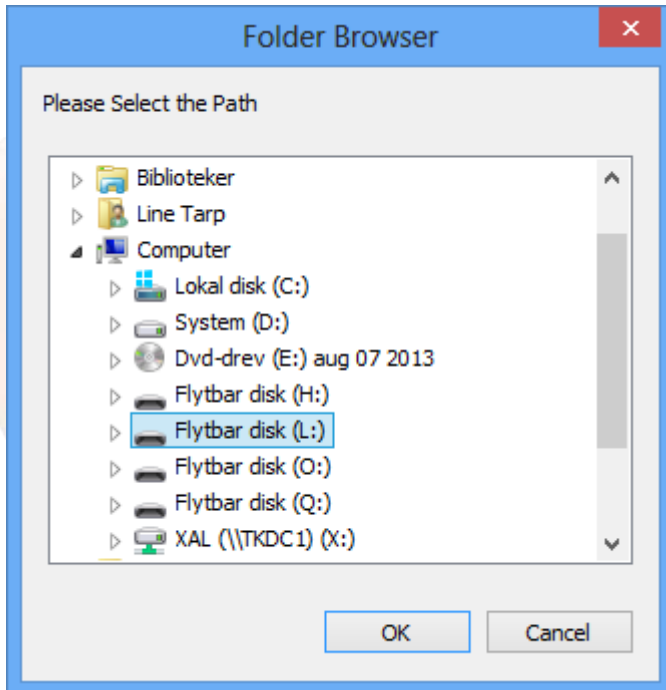 Folder Browser
Please Select the Path
Biblioteker
Line Tarp
Computer
Lokal disk (C:)
System (D:)
Dvd-drev (E:) aug 07 2013
Flytbar disk (H:)
Flytbar disk (L:)
Flytbar disk (O:)
Flytbar disk (Q:)
XAL (\\TKDC1) (X:)
OK
Cancel